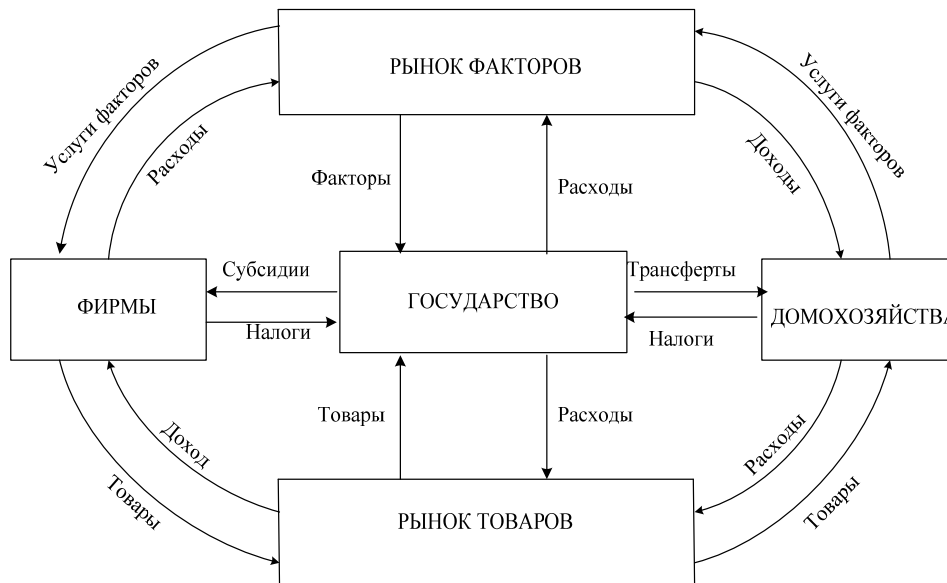 РЫНОК ФАКТОРОВ
Услуги факторов
Расходы
Факторы
Расходы
Доходы
Услуги факторов
Субсидии
Трансферты
ФИРМЫ
ГОСУДАРСТВО
ДОМОХОЗЯЙСТВА
Налоги
Налоги
Товары
Доход
Товары
Расходы
Расходы
Товары
РЫНОК ТОВАРОВ